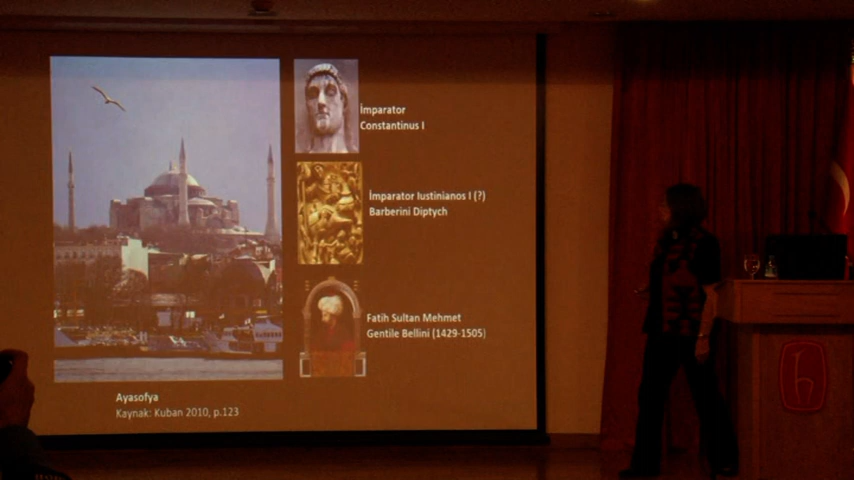 İmparator
Constantinus I
İmparator Iustinianos I (?)
Barberini Diptych
Fatih Sultan Mehmet
Gentile Bellini (1429-1505)
Ayasofya
Kaynak: Kuban 2010, p.123